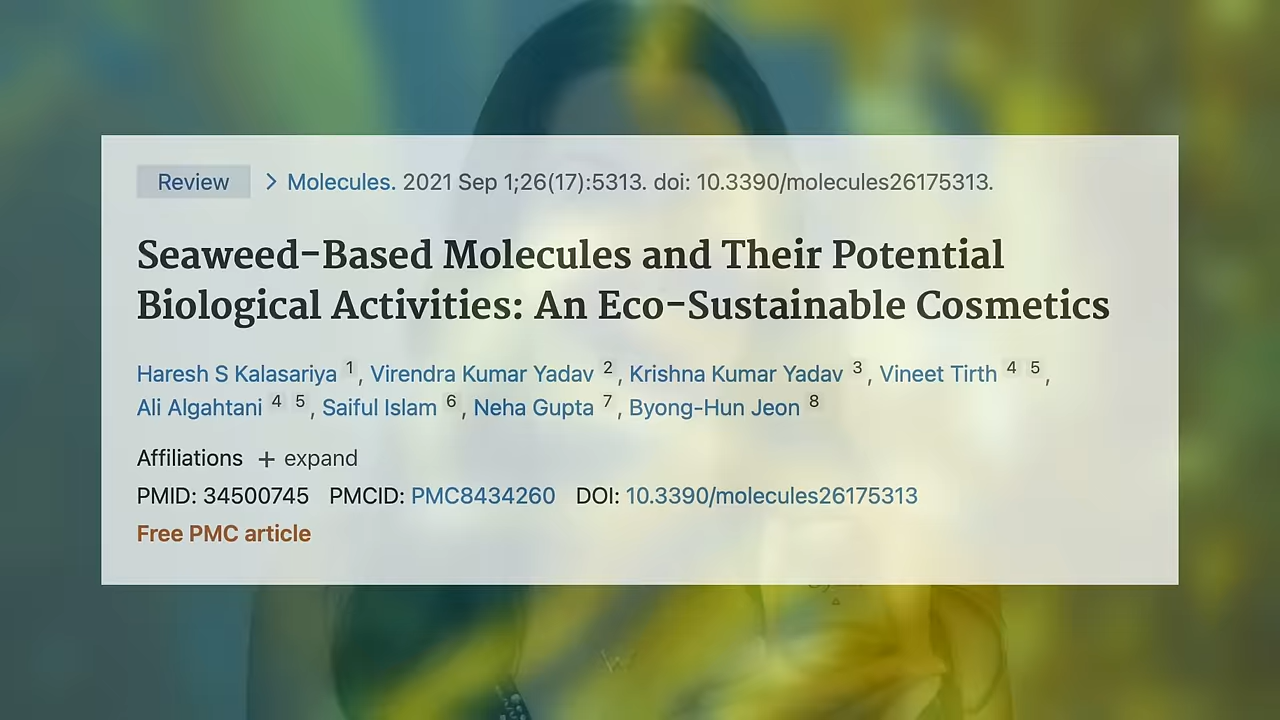 Review > Molecules. 2021 Sep 1;26(17):5313. doi: 10.3390/molecules26175313.
Seaweed-Based Molecules and Their Potential
Biological Activities: An Eco-Sustainable Cosmetics
Haresh S Kalasariya 1, Virendra Kumar Yadav 2, Krishna Kumar Yadav 3, Vineet Tirth 4 5,
Ali Algahtani 4 5, Saiful Islam 6, Neha Gupta 7, Byong-Hun Jeon 8
Affiliations + expand
PMID: 34500745 PMCID: PMC8434260 DOI: 10.3390/molecules26175313
Free PMC article